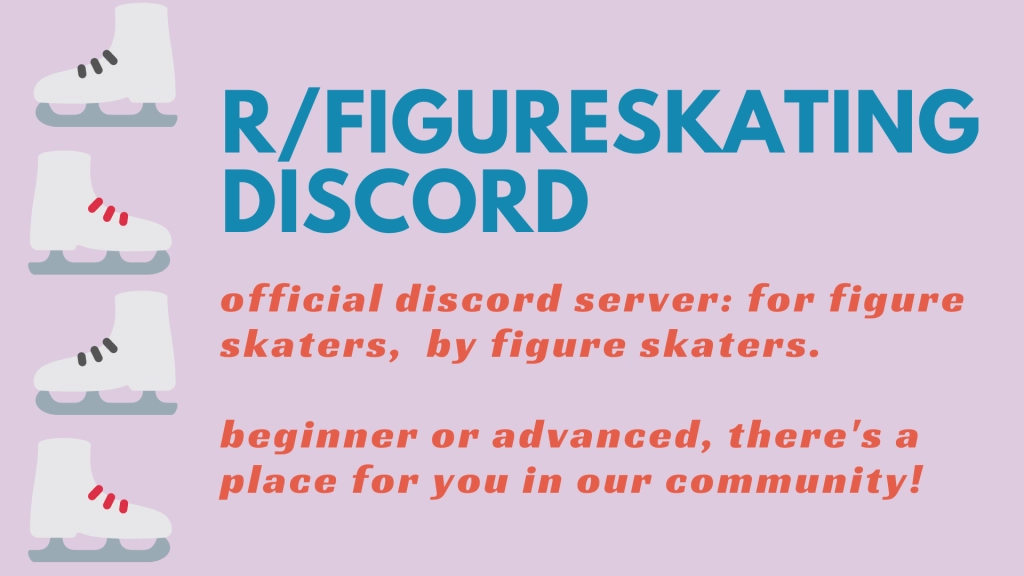 R/FIGURESKATING
DISCORD
official discord server: for figure
skaters, by figure skaters.
beginner or advanced, there's a
place for you in our community!